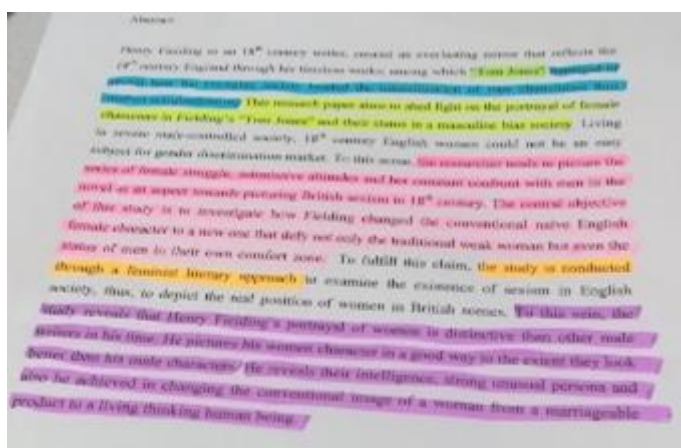 Abstract
Henry Fielding as an 18th century writer, created an everlasting mirror that reflects the
18th century England through his timeless works, among which "Tom Jones"
This research paper aims to shed light on the portrayal of female
characters in Fielding's "Tom Jones" and their status in a masculine bias society. Living
in severe male-controlled society, 18th century English women could not be an easy
subject for gender discrimination market. To this sense, the researcher tends to picture the
series of female struggle, submissive attitudes and her constant confront with men in the
novel as an aspect towards picturing British sexism in 18th century. The central objective
of this study is to investigate how Fielding changed the conventional naive English
female character to a new one that defy not only the traditional weak woman but even the
status of men in their own comfort zone. To fulfill this claim, the study is conducted
through a feminist literary approach to examine the existence of sexism in English
society, thus, to depict the real position of women in British scenes. To this vein, the
study reveals that Henry Fielding's portrayal of women is distinctive than other male
writers in his time. He pictures his women character in a good way to the extent they look
better than his male characters. He reveals their intelligence, strong unusual persona and
also he achieved in changing the conventional image of a woman from a marriageable
product to a living thinking human being.